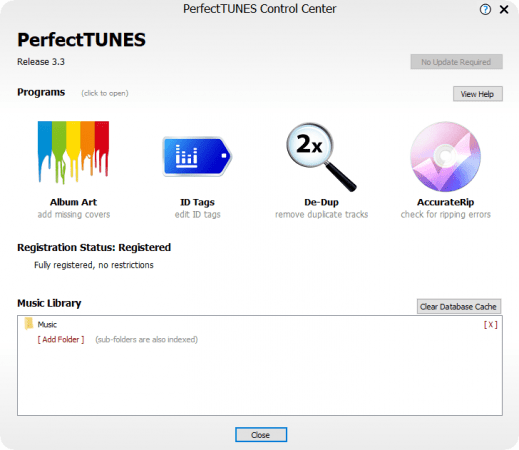 PerfectTUNES Control Center
PerfectTUNES
Release 3.3
No Update Required
Programs (click to open)
View Help
2x
Album Art
add missing covers
ID Tags
edit ID tags
De-Dup
remove duplicate tracks
AccurateRip
check for ripping errors
Registration Status: Registered
Fully registered, no restrictions
Music Library
Clear Database Cache
Music [ X ]
[ Add Folder ] (sub-folders are also indexed)
Close